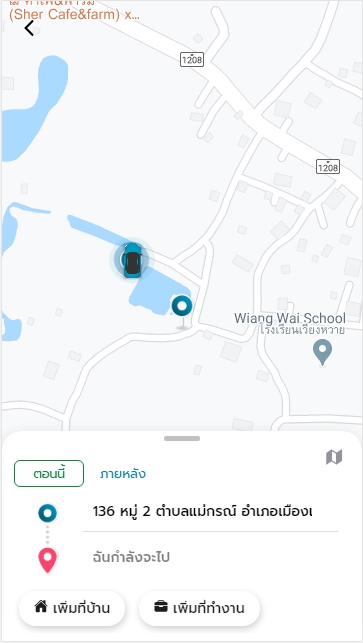 (Sher Cafe&farm) x...
1208
1208
Wiang Wai School
โรงเรียนเวียงหวาย
ตอนนี้
ภายหลัง
136 หมู่ 2 ตำบลแม่กรณ์ อำเภอเมืองเ
ฉันกำลังจะไป
เพิ่มที่บ้าน
เพิ่มที่ทำงาน